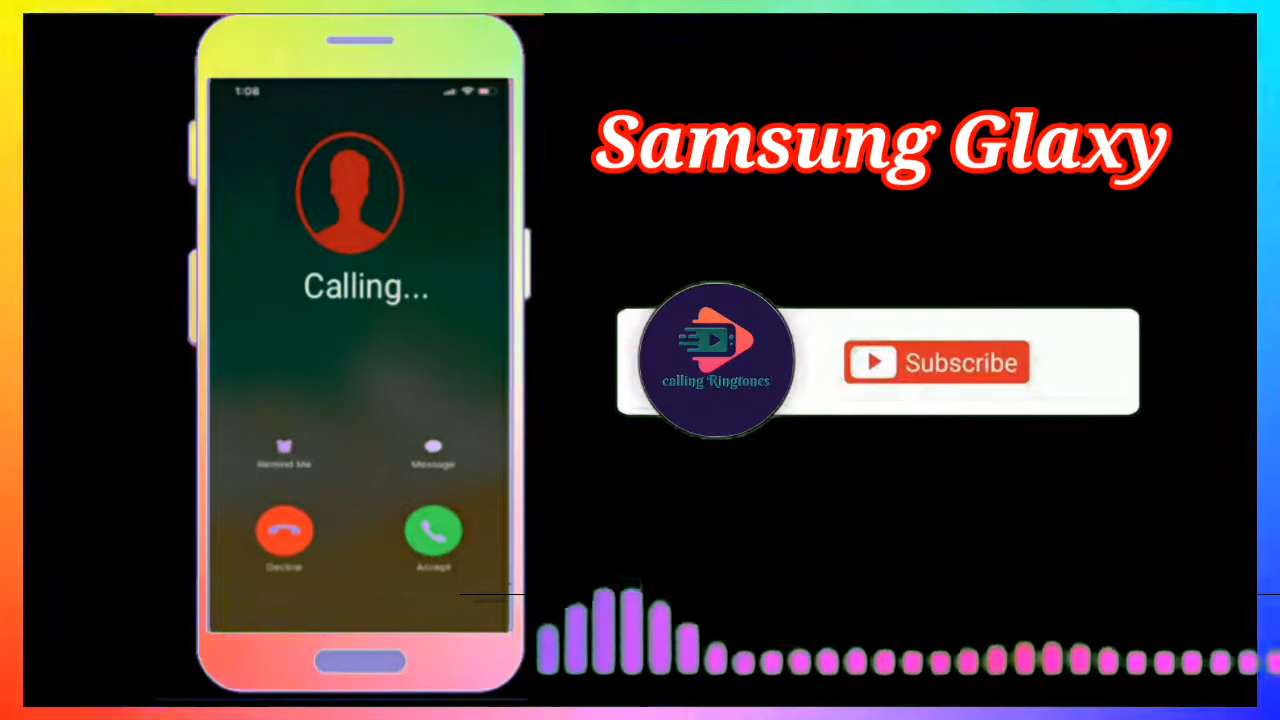 1:08
Samsung Glaxy
Calling...
calling Ringtones
Subscribe
Remind Me
Message
Decline
Accept